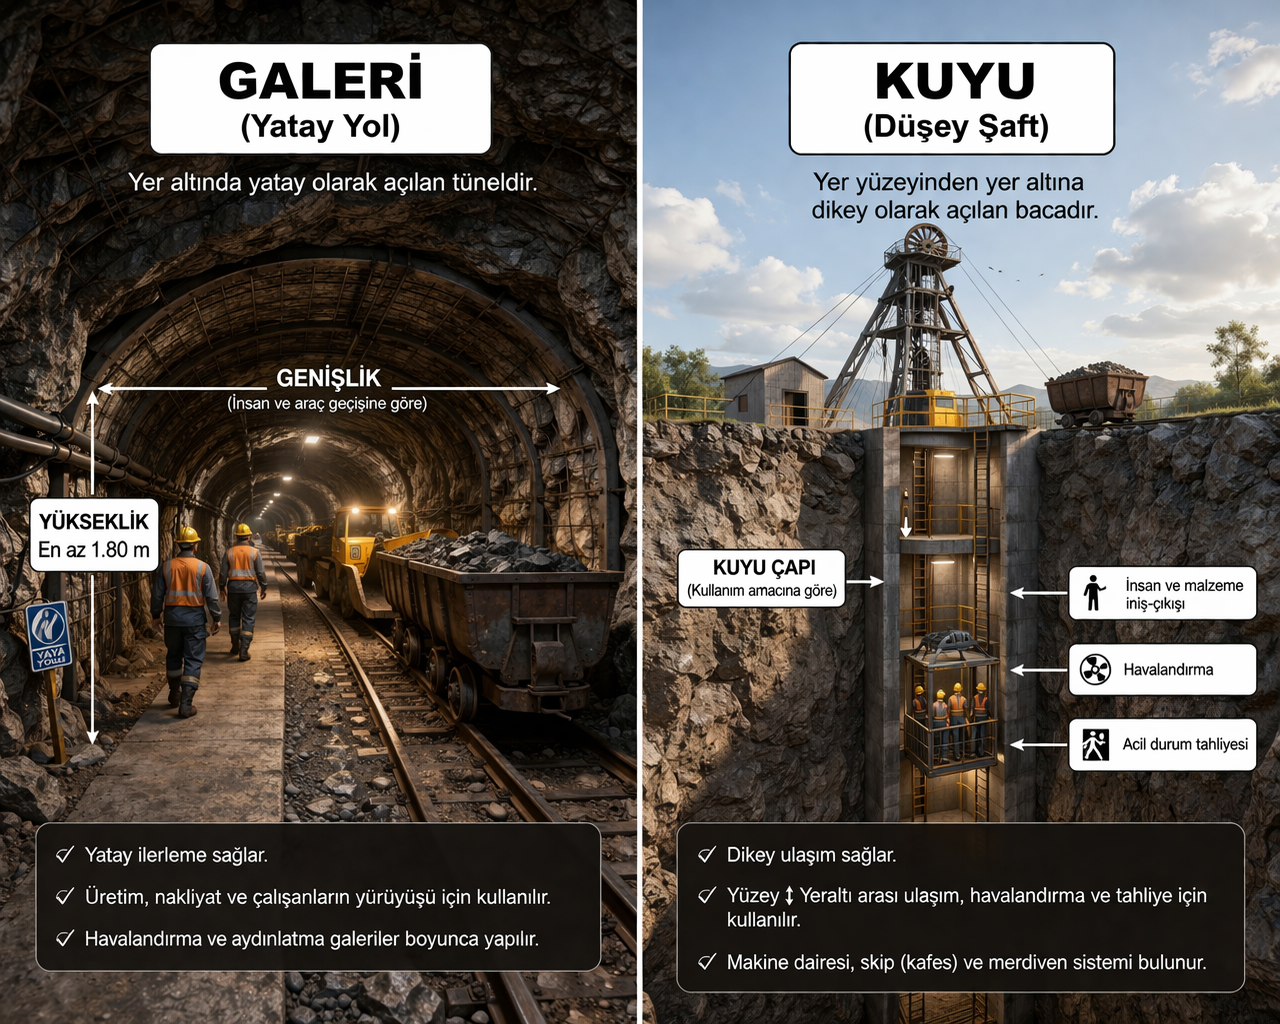 GALERİ
(Yatay Yol)
Yer altında yatay olarak açılan tüneldir.
GENİŞLİK
(İnsan ve araç geçişine göre)
YÜKSEKLİK
En az 1.80 m
YAYA
YOLU
✓ Yatay ilerleme sağlar.
✓ Üretim, nakliyat ve çalışanların yürüyüşü için kullanılır.
✓ Havalandırma ve aydınlatma galeriler boyunca yapılır.
KUYU
(Düşey Şaft)
Yer yüzeyinden yer altına
dikey olarak açılan bacadır.
KUYU ÇAPI
(Kullanım amacına göre)
İnsan ve malzeme
iniş-çıkışı
Havalandırma
Acil durum tahliyesi
✓ Dikey ulaşım sağlar.
✓ Yüzey ↕ Yeraltı arası ulaşım, havalandırma ve tahliye için
kullanılır.
✓ Makine dairesi, skip (kafes) ve merdiven sistemi bulunur.